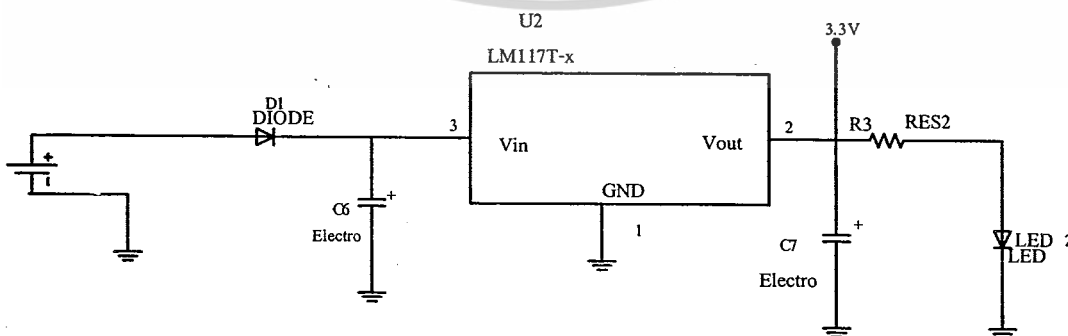 U2
LM117T-x
3.3V
D1
DIODE
3
Vin
Vout
2
R3
RES2
GND
1
C6
Electro
C7
Electro
LED 2
LED
+
+
+